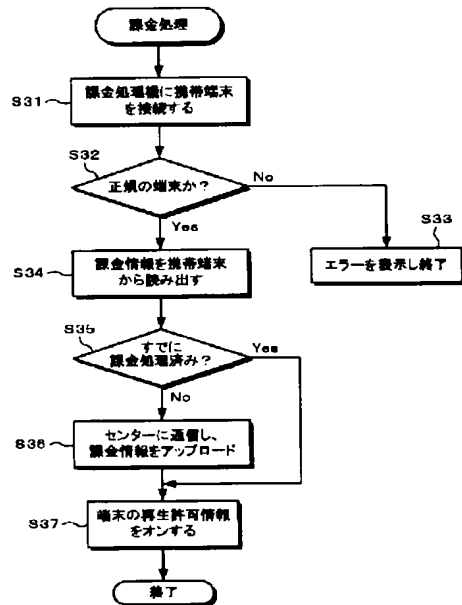 課金処理
S31
課金処理機に携帯端末
を接続する
S32
正規の端末か？
No
Yes
S33
エラーを表示し終了
S34
課金情報を携帯端末
から読み出す
S35
すでに
課金処理済み？
Yes
No
S36
センターに通信し、
課金情報をアップロード
S37
端末の再生許可情報
をオンする
終了